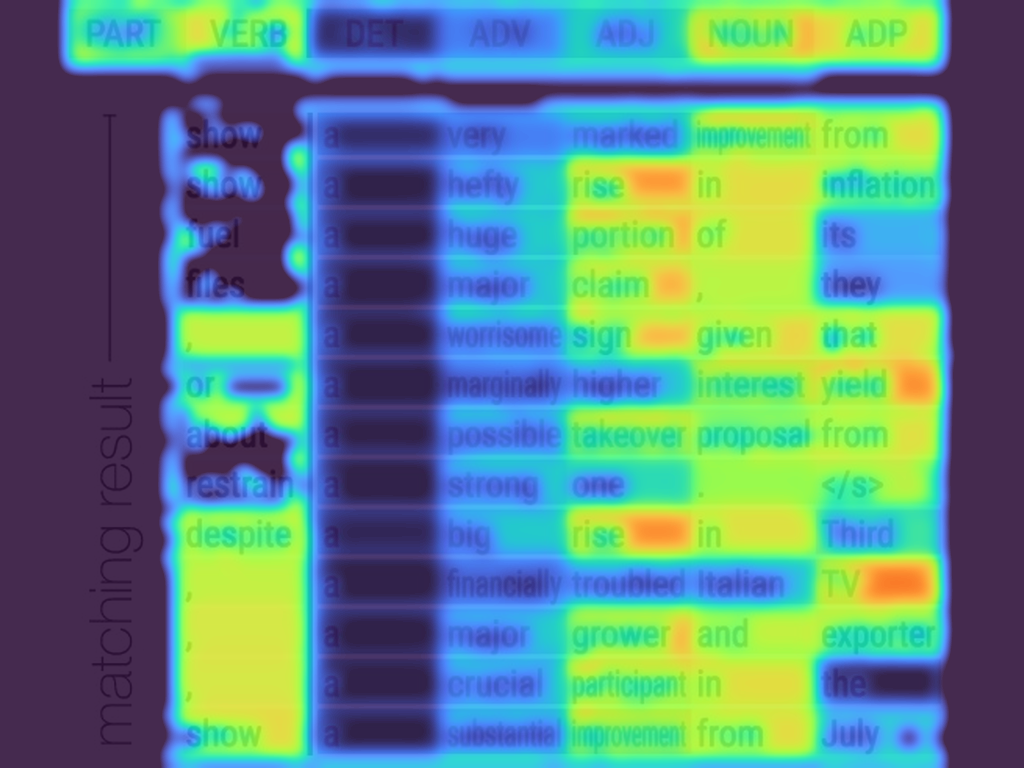 PART VERB DET ADV ADJ NOUN ADP
show a very marked improvement from
show a hefty rise in inflation
fuel a huge portion of its
files a major claim , they
, a worrisome sign given that
or a marginally higher interest yield
about a possible takeover proposal from
restrain a strong one . </s>
despite a big rise in Third
, a financially troubled Italian TV
, a major grower and exporter
, a crucial participant in the
show a substantial improvement from July
matching result